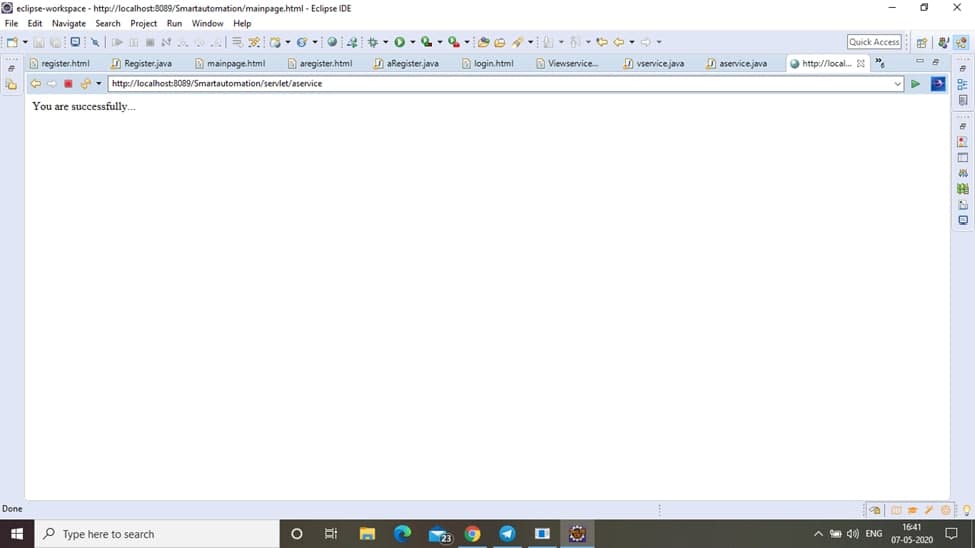 eclipse-workspace - http://localhost:8089/Smartautomation/mainpage.html - Eclipse IDE
File Edit Navigate Search Project Run Window Help
Quick Access
register.html Register.java mainpage.html aregister.html aRegister.java login.html Viewservice... vservice.java aservice.java http://local... »6
http://localhost:8089/Smartautomation/servlet/aservice
You are successfully...
Done
Type here to search
23
ENG
16:41
07-05-2020